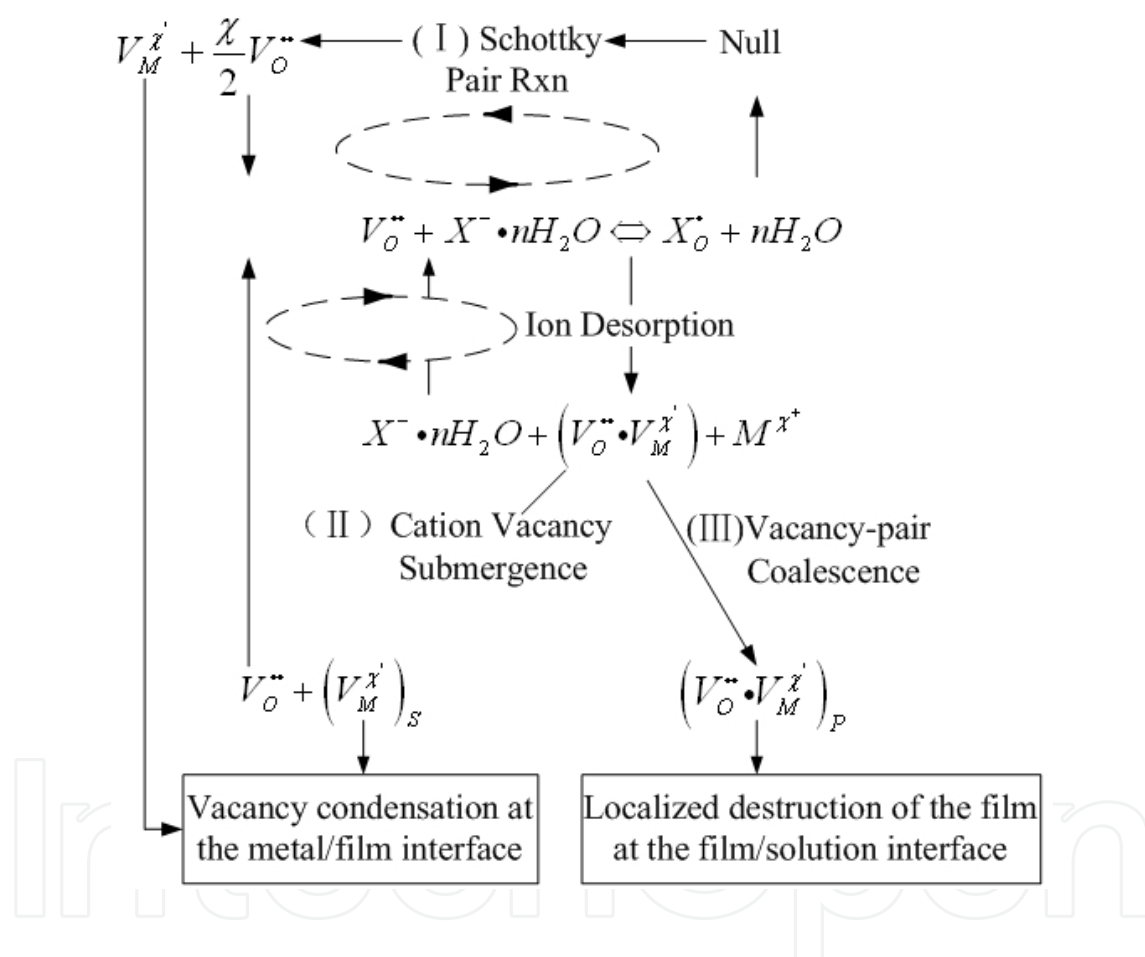 V_M^{χ'} + χ/2 V_O^{••} ← (Ⅰ) Schottky Pair Rxn ← Null
V_O^{••} + X^- • nH_2O ⇔ X_O^• + nH_2O
Ion Desorption
X^- • nH_2O + (V_O^{••} • V_M^{χ'}) + M^{χ+}
(Ⅱ) Cation Vacancy
Submergence
(Ⅲ)Vacancy-pair
Coalescence
V_O^{••} + (V_M^{χ'})_S
(V_O^{••} • V_M^{χ'})_P
Vacancy condensation at
the metal/film interface
Localized destruction of the film
at the film/solution interface